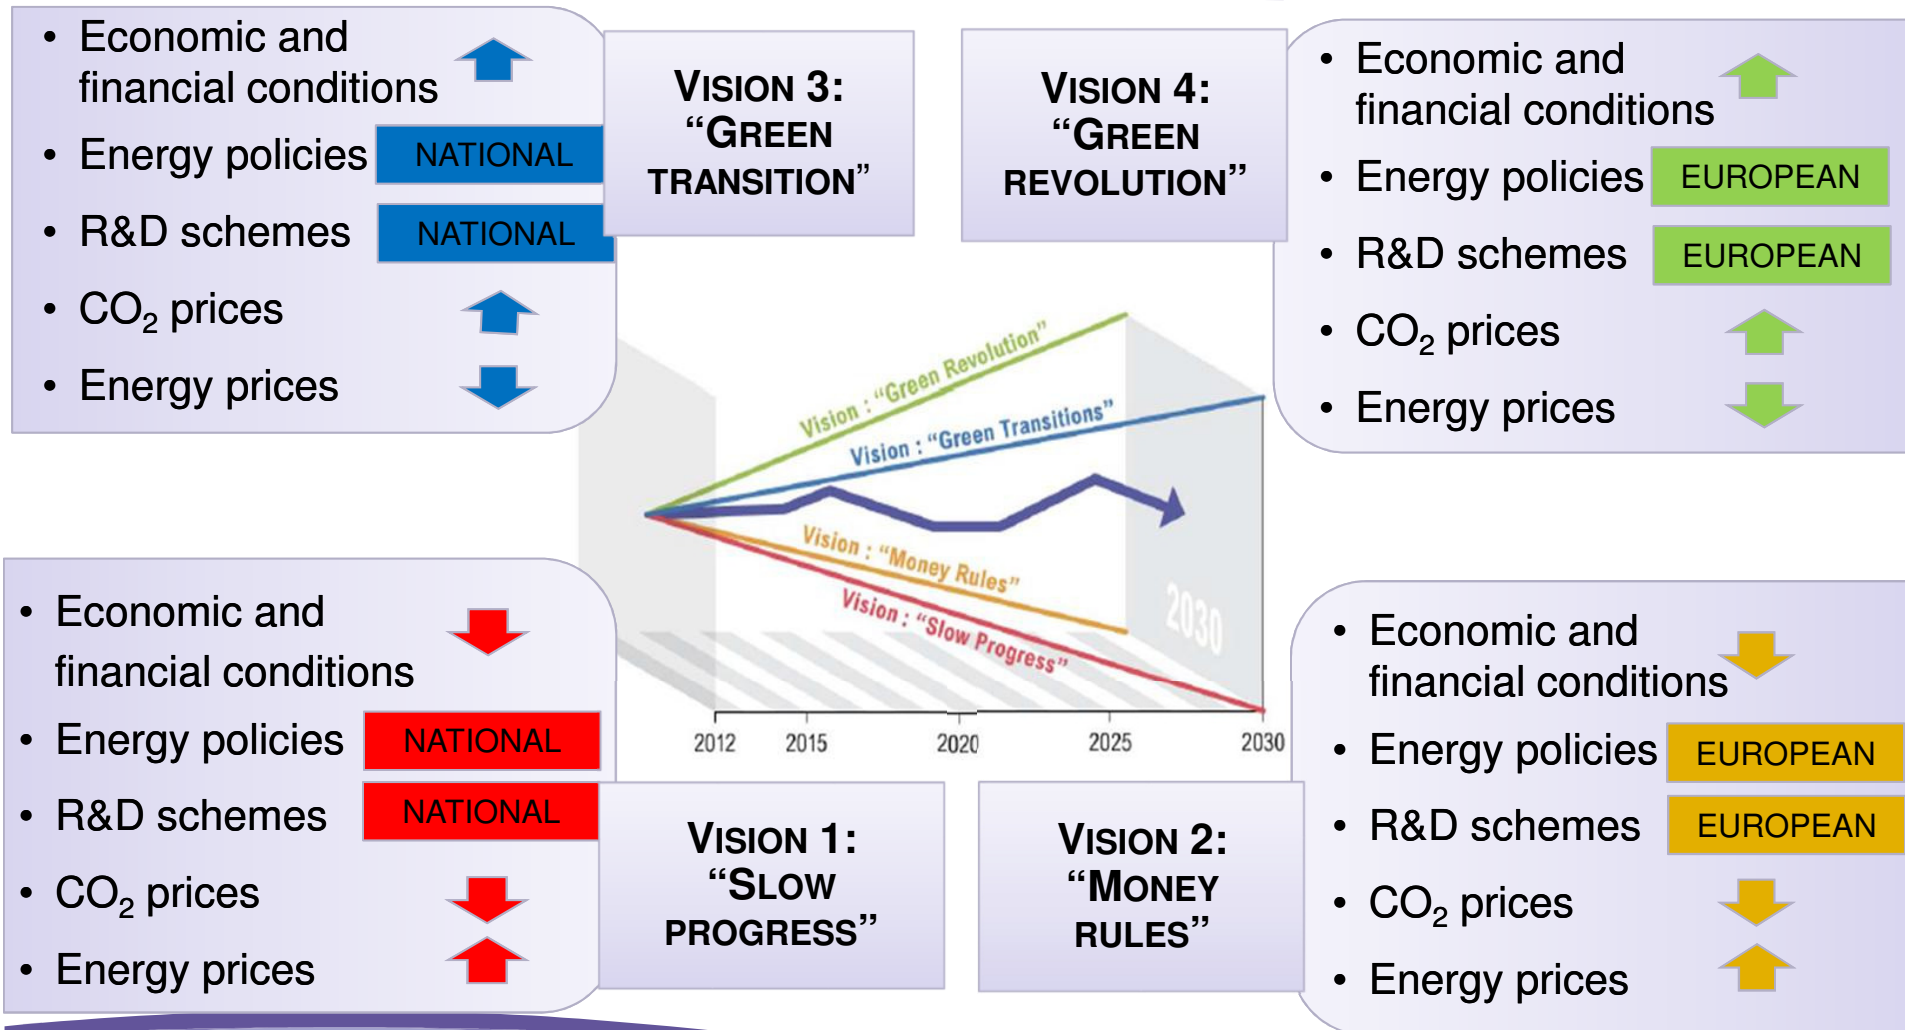 • Economic and
financial conditions
• Energy policies NATIONAL
• R&D schemes NATIONAL
• CO₂ prices
• Energy prices
VISION 3:
“GREEN
TRANSITION”
VISION 4:
“GREEN
REVOLUTION”
• Economic and
financial conditions
• Energy policies EUROPEAN
• R&D schemes EUROPEAN
• CO₂ prices
• Energy prices
Vision : “Green Revolution”
Vision : “Green Transitions”
Vision : “Money Rules”
Vision : “Slow Progress”
2030
2012 2015 2020 2025 2030
• Economic and
financial conditions
• Energy policies NATIONAL
• R&D schemes NATIONAL
• CO₂ prices
• Energy prices
VISION 1:
“SLOW
PROGRESS”
VISION 2:
“MONEY
RULES”
• Economic and
financial conditions
• Energy policies EUROPEAN
• R&D schemes EUROPEAN
• CO₂ prices
• Energy prices